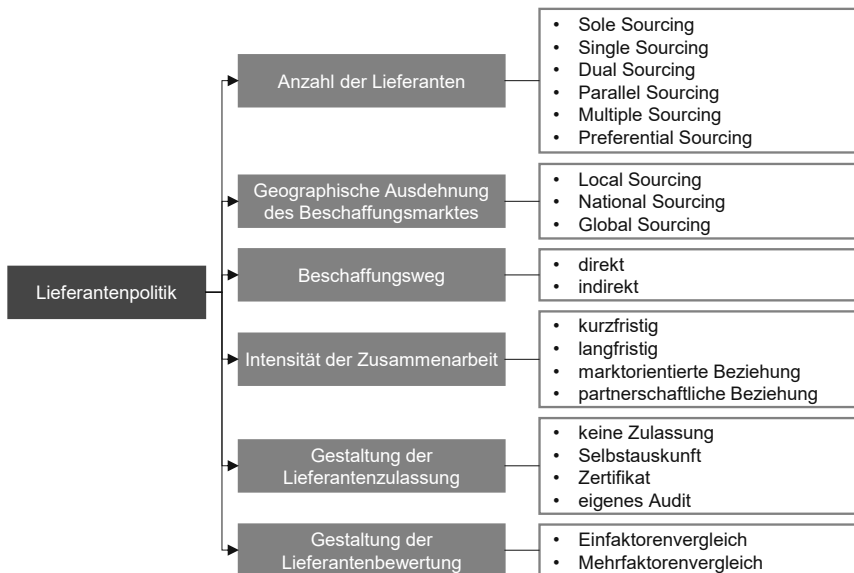 Lieferantenpolitik
Anzahl der Lieferanten
• Sole Sourcing
• Single Sourcing
• Dual Sourcing
• Parallel Sourcing
• Multiple Sourcing
• Preferential Sourcing
Geographische Ausdehnung
des Beschaffungsmarktes
• Local Sourcing
• National Sourcing
• Global Sourcing
Beschaffungsweg
• direkt
• indirekt
Intensität der Zusammenarbeit
• kurzfristig
• langfristig
• marktorientierte Beziehung
• partnerschaftliche Beziehung
Gestaltung der
Lieferantenzulassung
• keine Zulassung
• Selbstauskunft
• Zertifikat
• eigenes Audit
Gestaltung der
Lieferantenbewertung
• Einfaktorenvergleich
• Mehrfaktorenvergleich